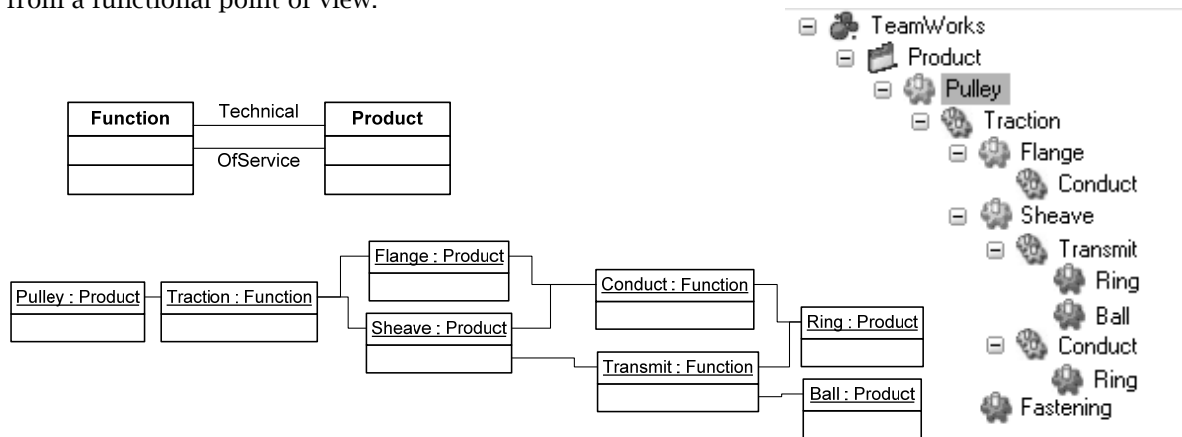 from a functional point of view.
Function
Technical
OfService
Product
Pulley : Product
Traction : Function
Flange : Product
Sheave : Product
Conduct : Function
Transmit : Function
Ring : Product
Ball : Product
TeamWorks
Product
Pulley
Traction
Flange
Conduct
Sheave
Transmit
Ring
Ball
Conduct
Ring
Fastening